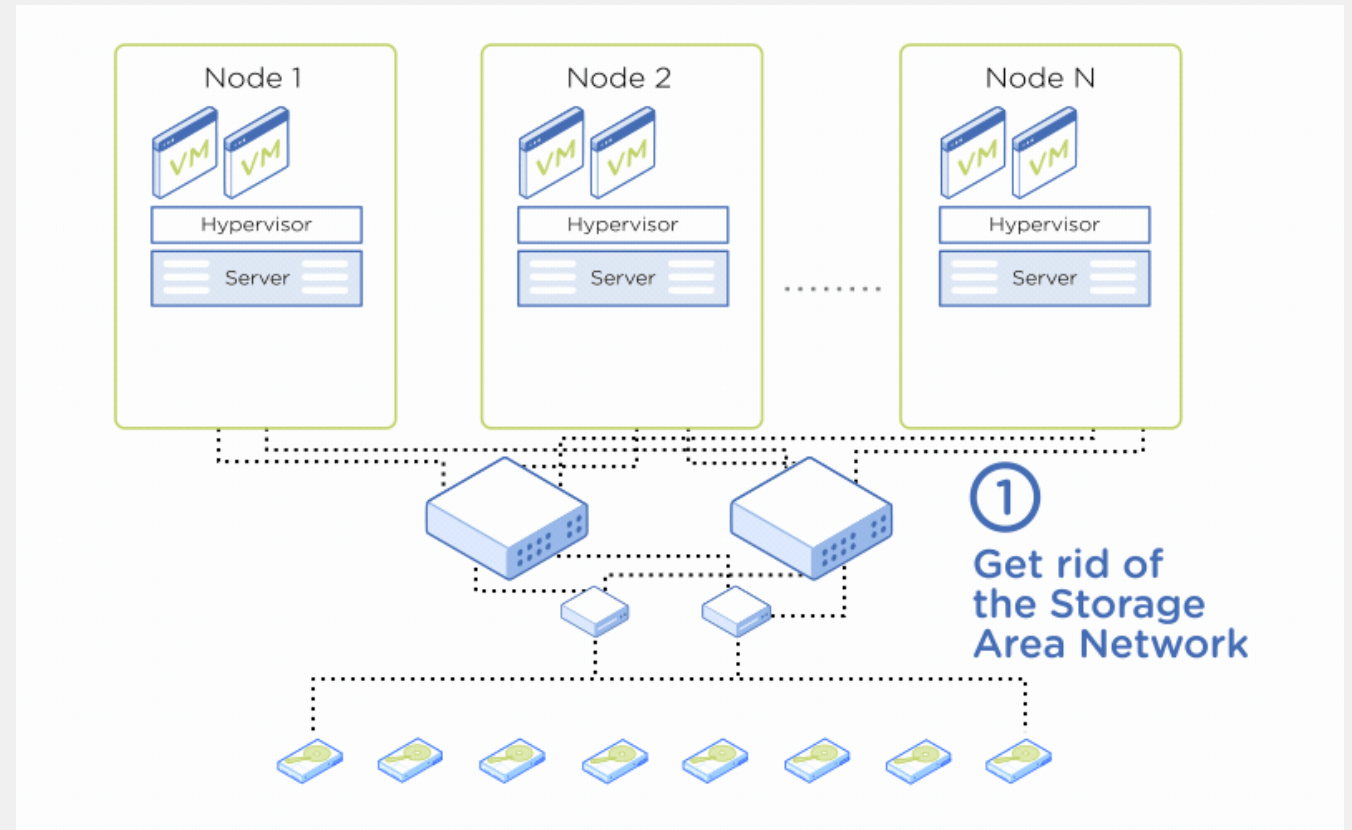 Node 1
Node 2
Node N
VM VM
VM VM
VM VM
Hypervisor
Hypervisor
Hypervisor
Server
Server
Server
1
Get rid of
the Storage
Area Network